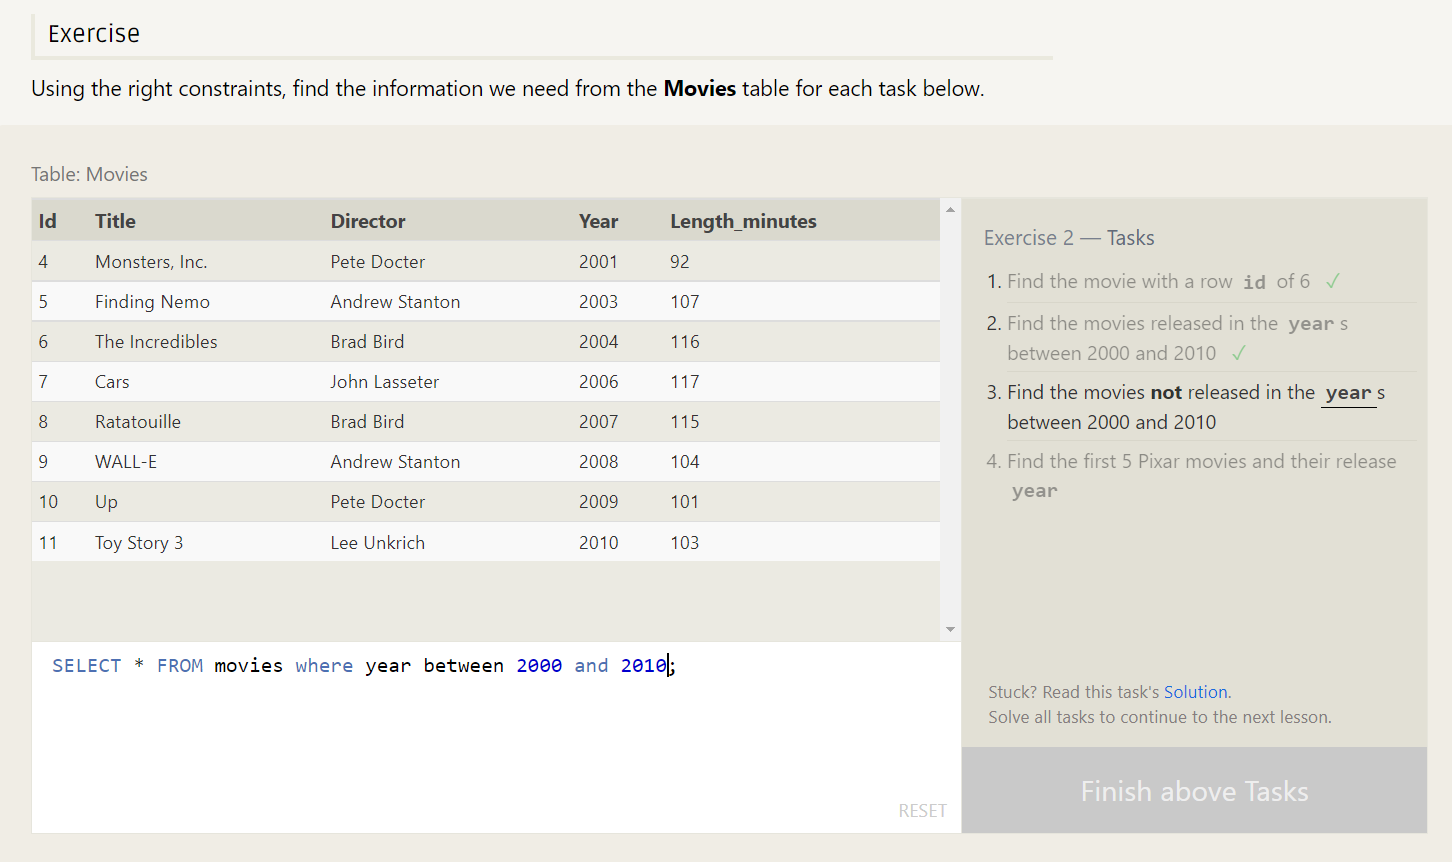 Exercise
Using the right constraints, find the information we need from the Movies table for each task below.
Table: Movies
Id Title Director Year Length_minutes
4 Monsters, Inc. Pete Docter 2001 92
5 Finding Nemo Andrew Stanton 2003 107
6 The Incredibles Brad Bird 2004 116
7 Cars John Lasseter 2006 117
8 Ratatouille Brad Bird 2007 115
9 WALL-E Andrew Stanton 2008 104
10 Up Pete Docter 2009 101
11 Toy Story 3 Lee Unkrich 2010 103
SELECT * FROM movies where year between 2000 and 2010;
RESET
Exercise 2 — Tasks
1. Find the movie with a row id of 6 ✓
2. Find the movies released in the year s
between 2000 and 2010 ✓
3. Find the movies not released in the year s
between 2000 and 2010
4. Find the first 5 Pixar movies and their release
year
Stuck? Read this task's Solution.
Solve all tasks to continue to the next lesson.
Finish above Tasks